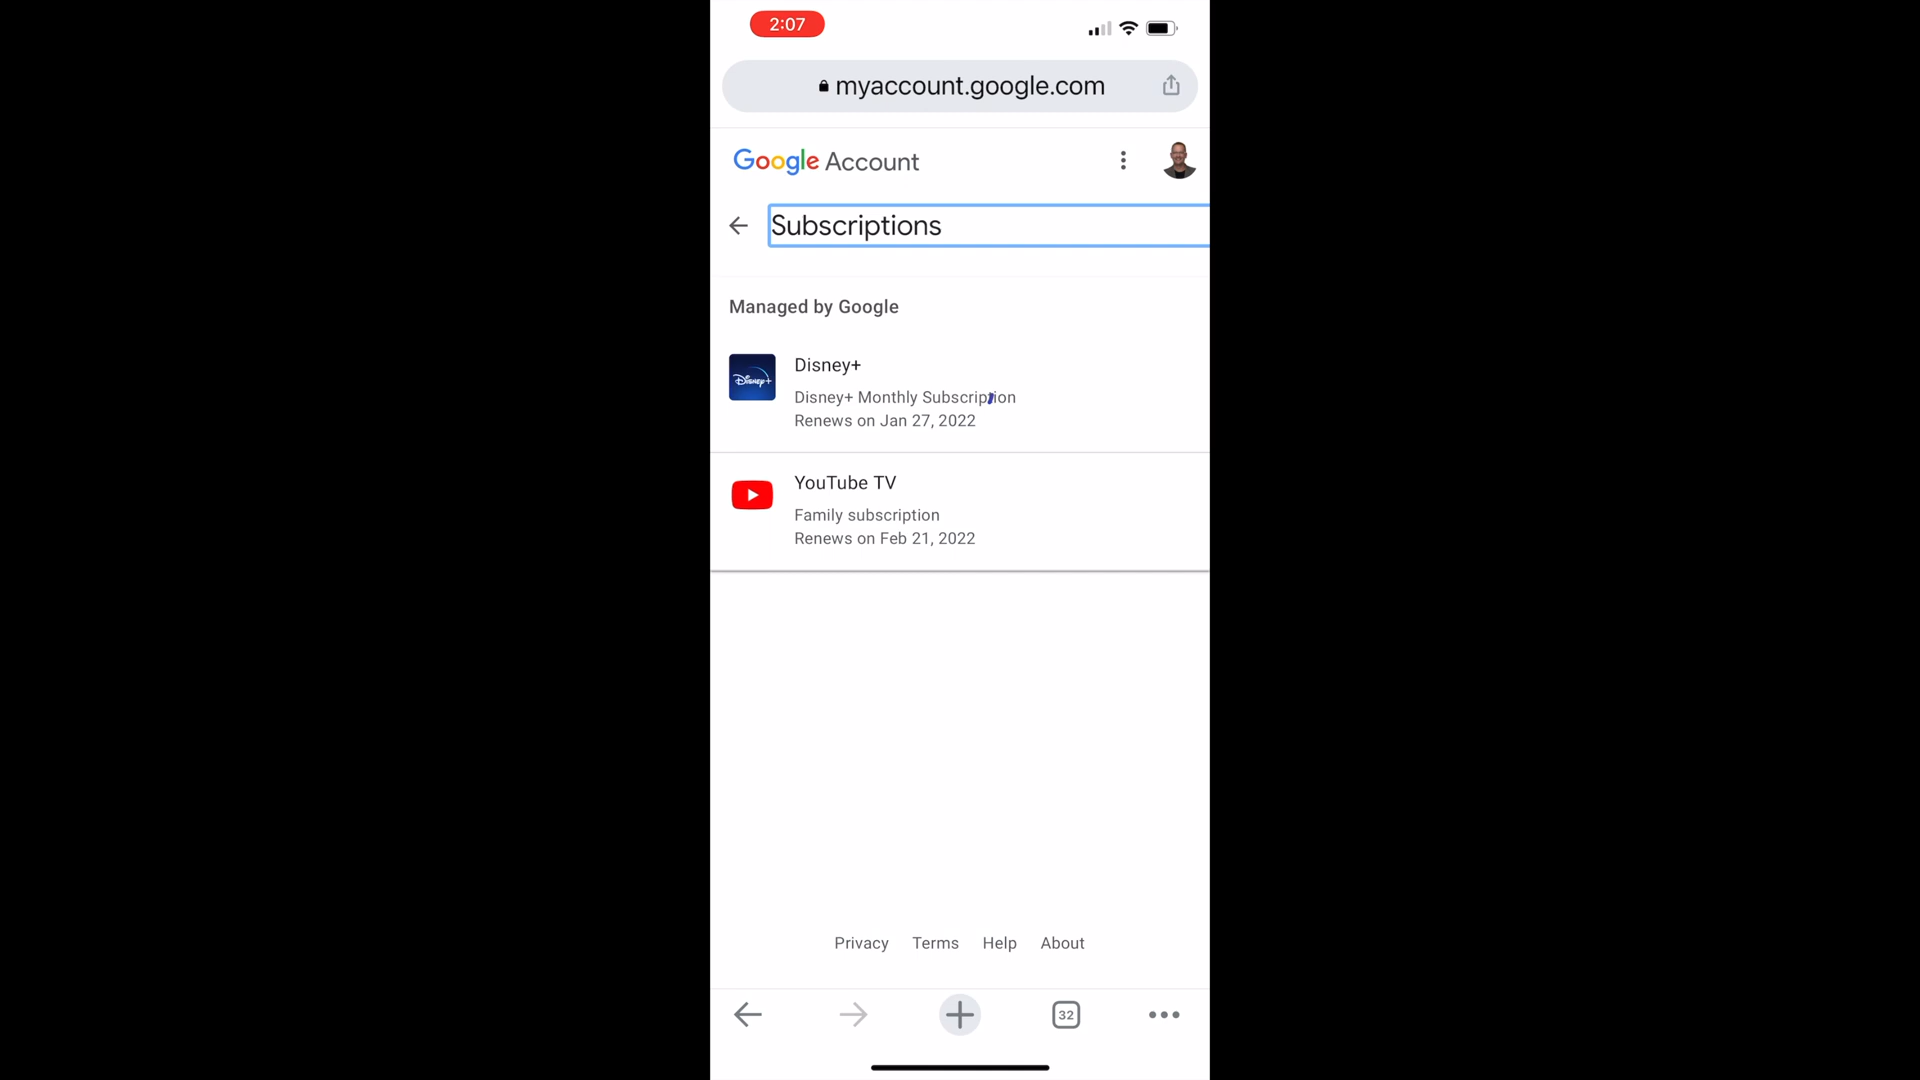 2:07
myaccount.google.com
Google Account
Subscriptions
Managed by Google
Disney+
Disney+
Disney+ Monthly Subscription
Renews on Jan 27, 2022
YouTube TV
Family subscription
Renews on Feb 21, 2022
Privacy Terms Help About
32